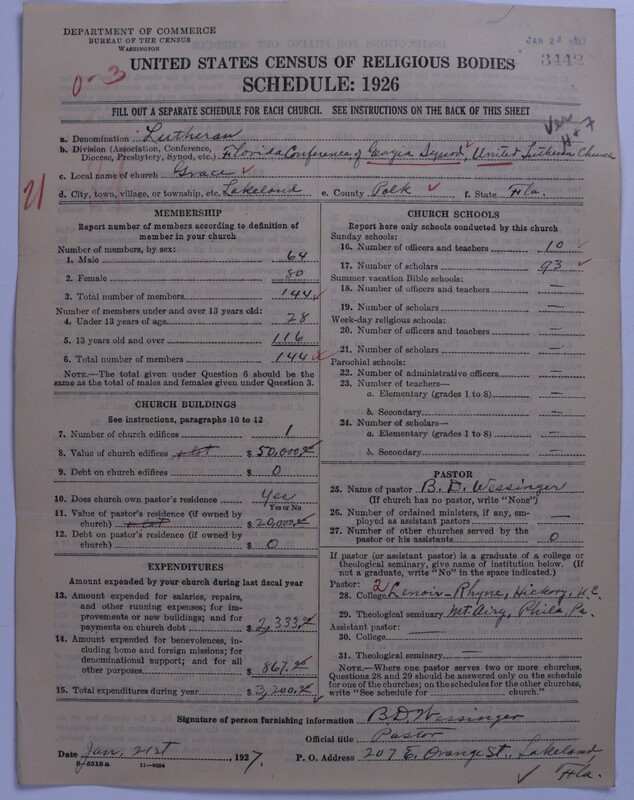 DEPARTMENT OF COMMERCE
BUREAU OF THE CENSUS
WASHINGTON
JAN 24 1927
3442
UNITED STATES CENSUS OF RELIGIOUS BODIES
SCHEDULE: 1926
0-3
FILL OUT A SEPARATE SCHEDULE FOR EACH CHURCH. SEE INSTRUCTIONS ON THE BACK OF THIS SHEET
a. Denomination Lutheran
b. Division (Association, Conference,
Diocese, Presbytery, Synod, etc.) Florida Conference of Georgia Synod, United Lutheran Church
c. Local name of church Grace
21
d. City, town, village, or township, etc. Lakeland e. County Polk f. State Fla.
MEMBERSHIP
Report number of members according to definition of
member in your church
Number of members, by sex:
1. Male 64
2. Female 80
3. Total number of members 144
Number of members under and over 13 years old:
4. Under 13 years of age 28
5. 13 years old and over 116
6. Total number of members 144
NOTE.—The total given under Question 6 should be
the same as the total of males and females given under Question 3.
CHURCH BUILDINGS
See instructions, paragraphs 10 to 12
7. Number of church edifices 1
8. Value of church edifices + lot $ 50,000.00
9. Debt on church edifices $ 0
10. Does church own pastor's residence Yes
Yes or No
11. Value of pastor's residence (if owned by
church) + lot $ 20,000.00
12. Debt on pastor's residence (if owned by
church) $ 0
EXPENDITURES
Amount expended by your church during last fiscal year
13. Amount expended for salaries, repairs,
and other running expenses; for im-
provements or new buildings; and for
payments on church debt $ 2,333.00
14. Amount expended for benevolences, in-
cluding home and foreign missions; for
denominational support; and for all
other purposes $ 867.00
15. Total expenditures during year $ 3,200.00
CHURCH SCHOOLS
Report here only schools conducted by this church
Sunday schools:
16. Number of officers and teachers 10
17. Number of scholars 93
Summer vacation Bible schools:
18. Number of officers and teachers —
19. Number of scholars —
Week-day religious schools:
20. Number of officers and teachers —
21. Number of scholars —
Parochial schools:
22. Number of administrative officers —
23. Number of teachers—
a. Elementary (grades 1 to 8) —
b. Secondary —
24. Number of scholars—
a. Elementary (grades 1 to 8) —
b. Secondary —
PASTOR
25. Name of pastor B. D. Wessinger
(If church has no pastor, write "None")
26. Number of ordained ministers, if any, em-
ployed as assistant pastors —
27. Number of other churches served by the
pastor or his assistants. 0
If pastor (or assistant pastor) is a graduate of a college or
theological seminary, give name of institution below. (If
not a graduate, write "No" in the space indicated.)
Pastor: 2
28. College Lenoir-Rhyne, Hickory, N.C.
29. Theological seminary Mt. Airy, Phila, Pa.
Assistant pastor:
30. College —
31. Theological seminary —
NOTE.—Where one pastor serves two or more churches,
Questions 28 and 29 should be answered only on the schedule
for one of the churches; on the schedules for the other churches,
write "See schedule for church."
Signature of person furnishing information B. D. Wessinger
Official title Pastor
Date Jan. 21st, 1927 P. O. Address 207 E. Orange St., Lakeland,
Fla.
8-5518a 11-9554